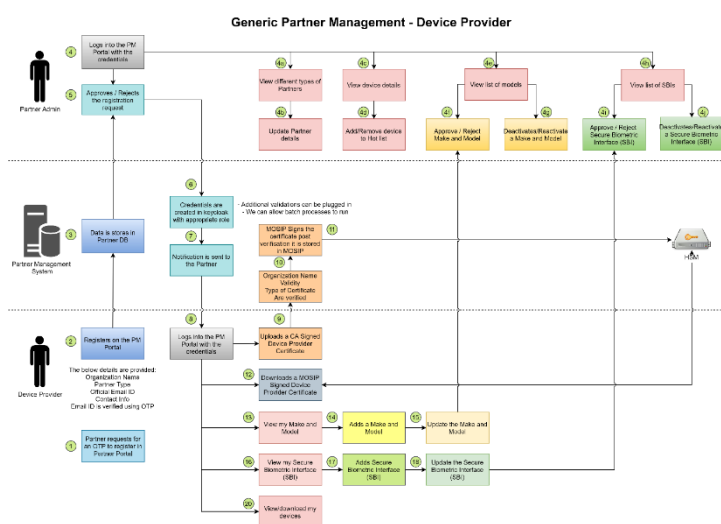 Generic Partner Management - Device Provider
4
Logs into the PM
Portal with the
credentials
Partner Admin
5
Approves / Rejects
the registration
request
4a
View different types of
Partners
4b
Update Partner
details
4c
View device details
Add/Remove device
to Hot list
4e
View list of models
4f
Approve / Reject
Make and Model
4g
Deactivates/Reactivate
a Make and Model
4h
View list of SBIs
4i
Approve / Reject
Secure Biometric
Interface (SBI)
4j
Deactivates/Reactivate
a Secure Biometric
Interface (SBI)
6
Credentials are
created in keycloak
with appropriate role
- Additional validations can be plugged in
- We can allow batch processes to run
7
Notification is sent to
the Partner
3
Data is stores in
Partner DB
Partner Management
System
11
MOSIP Signs the
certificate post
verification it is stored
in MOSIP
10
Organization Name
Validity
Type of Certificate
Are verified
HSM
2
Registers on the PM
Portal
Device Provider
The below details are provided:
Organization Name
Partner Type
Official Email ID
Contact Info
Email ID is verified using OTP
1
Partner requests for
an OTP to register in
Partner Portal
8
Logs into the PM
Portal with the
credentials
9
Uploads a CA Signed
Device Provider
Certificate
12
Downloads a MOSIP
Signed Device
Provider Certificate
13
View my Make and
Model
14
Adds a Make and
Model
15
Update the Make and
Model
16
View my Secure
Biometric Interface
(SBI)
17
Adds Secure
Biometric Interface
(SBI)
18
Update the Secure
Biometric Interface
(SBI)
20
View/download my
devices